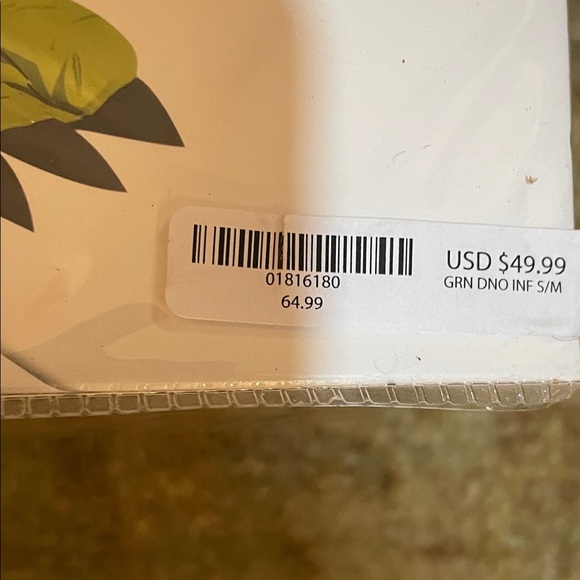 01816180
64.99
USD $49.99
GRN DNO INF S/M